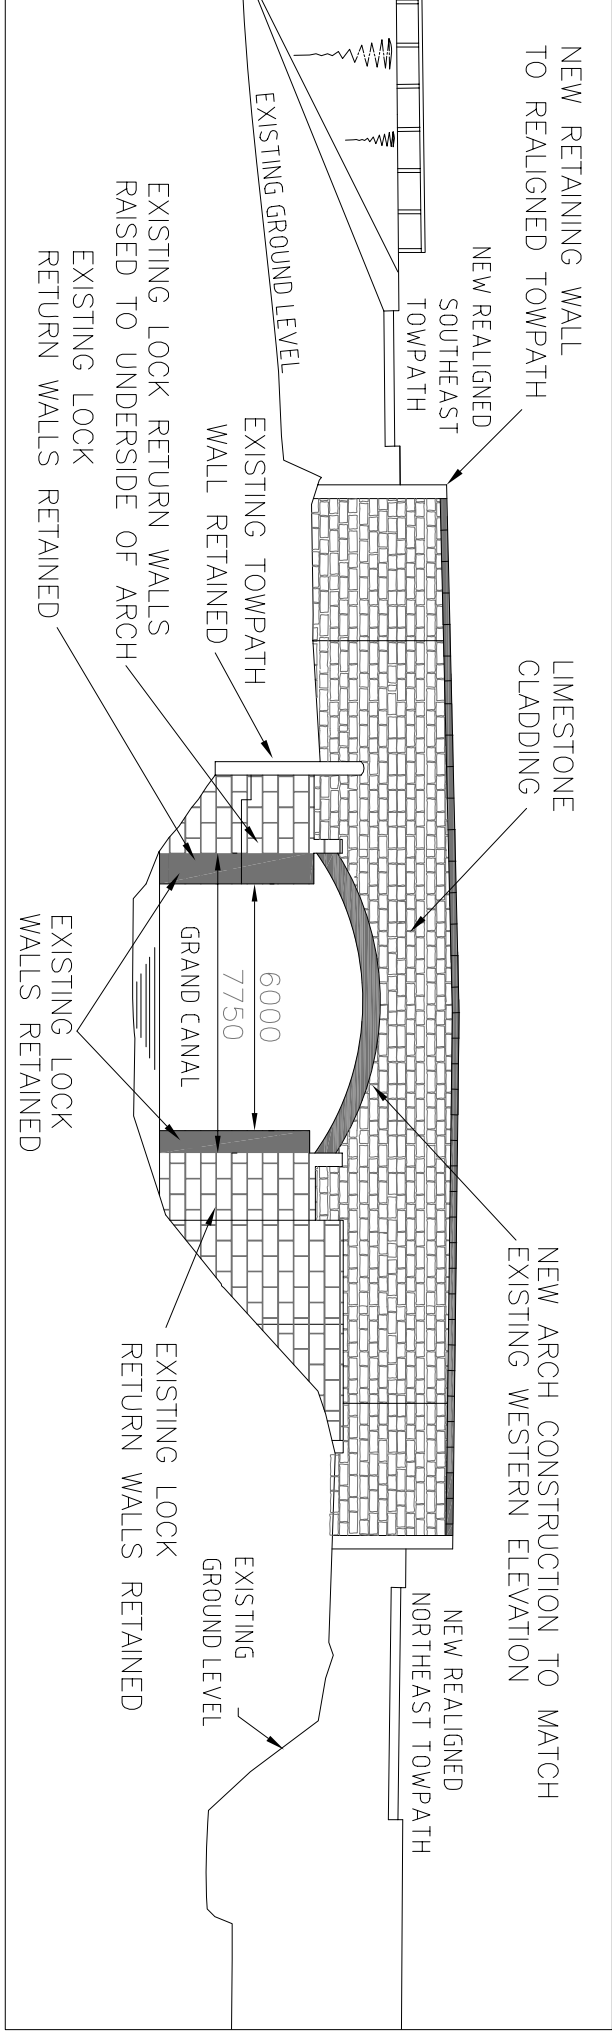 NEW RETAINING WALL
TO REALIGNED TOWPATH
NEW REALIGNED
SOUTHEAST
TOWPATH
EXISTING GROUND LEVEL
EXISTING LOCK RETURN WALLS
RAISED TO UNDERSIDE OF ARCH
EXISTING LOCK
RETURN WALLS RETAINED
EXISTING TOWPATH
WALL RETAINED
LIMESTONE
CLADDING
6000
7750
GRAND CANAL
EXISTING LOCK
WALLS RETAINED
NEW ARCH CONSTRUCTION TO MATCH
EXISTING WESTERN ELEVATION
EXISTING LOCK
RETURN WALLS RETAINED
EXISTING
GROUND LEVEL
NEW REALIGNED
NORTHEAST TOWPATH